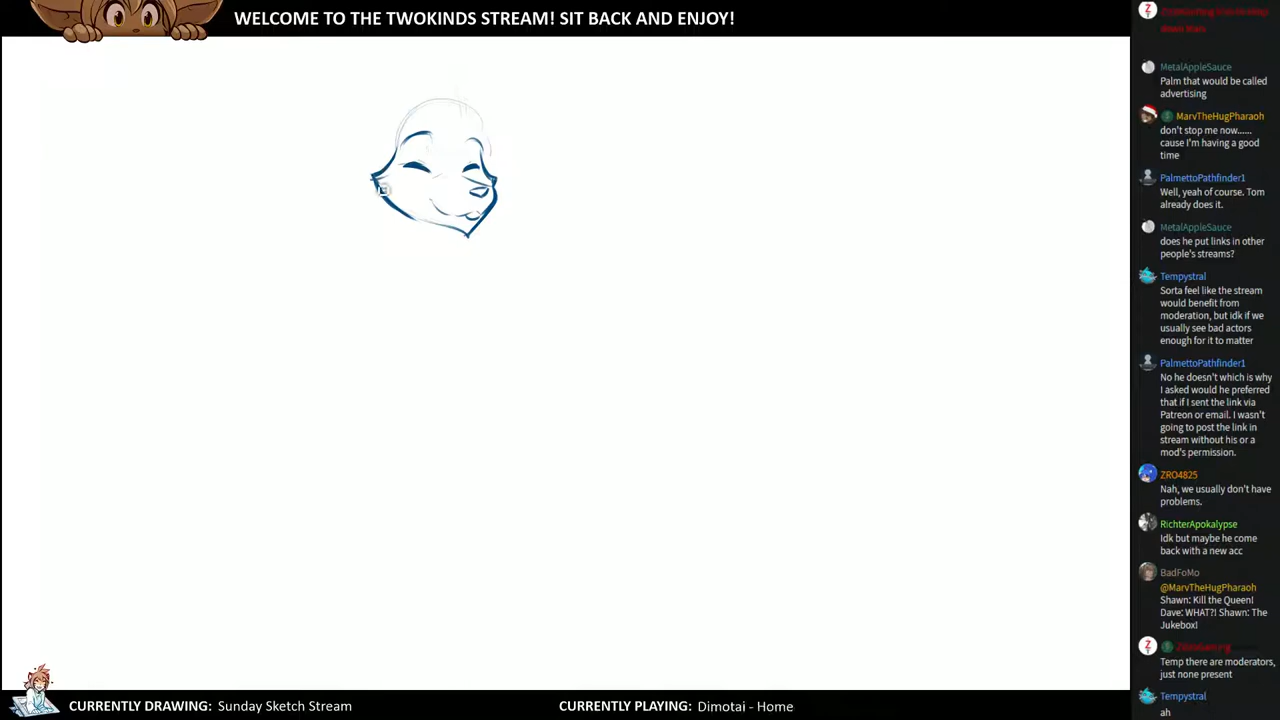 WELCOME TO THE TWOKINDS STREAM! SIT BACK AND ENJOY!
down there
MetalAppleSauce
Palm that would be called
advertising
MarvTheHugPharaoh
don't stop me now......
cause I'm having a good
time
PalmettoPathfinder1
Well, yeah of course. Tom
already does it.
MetalAppleSauce
does he put links in other
people's streams?
Tempystral
Sorta feel like the stream
would benefit from
moderation, but idk if we
usually see bad actors
enough for it to matter
PalmettoPathfinder1
No he doesn't which is why
I asked would he preferred
that if I sent the link via
Patreon or email. I wasn't
going to post the link in
stream without his or a
mod's permission.
ZRO4825
Nah, we usually don't have
problems.
RichterApokalypse
Idk but maybe he come
back with a new acc
BadFoMo
@MarvTheHugPharaoh
Shawn: Kill the Queen!
Dave: WHAT?! Shawn: The
Jukebox!
Temp there are moderators,
just none present
Tempystral
ah
CURRENTLY DRAWING: Sunday Sketch Stream
CURRENTLY PLAYING: Dimotai - Home